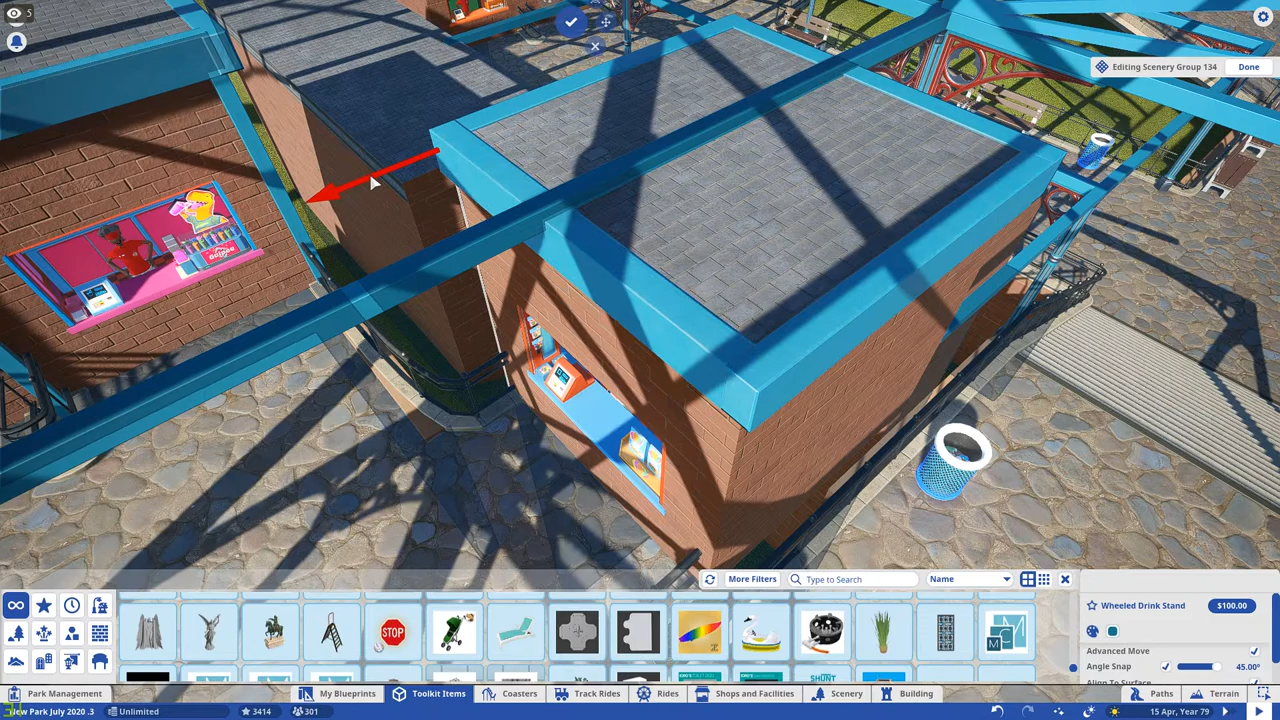 5
Editing Scenery Group 134
Done
Gulpee
More Filters
Type to Search
Name
STOP
M
Wheeled Drink Stand
$100.00
Advanced Move
Angle Snap
45.00°
Park Management
My Blueprints
Toolkit Items
Coasters
Track Rides
Rides
Shops and Facilities
Scenery
Building
Paths
Terrain
New Park July 2020 .3
Unlimited
3414
301
15 Apr, Year 79